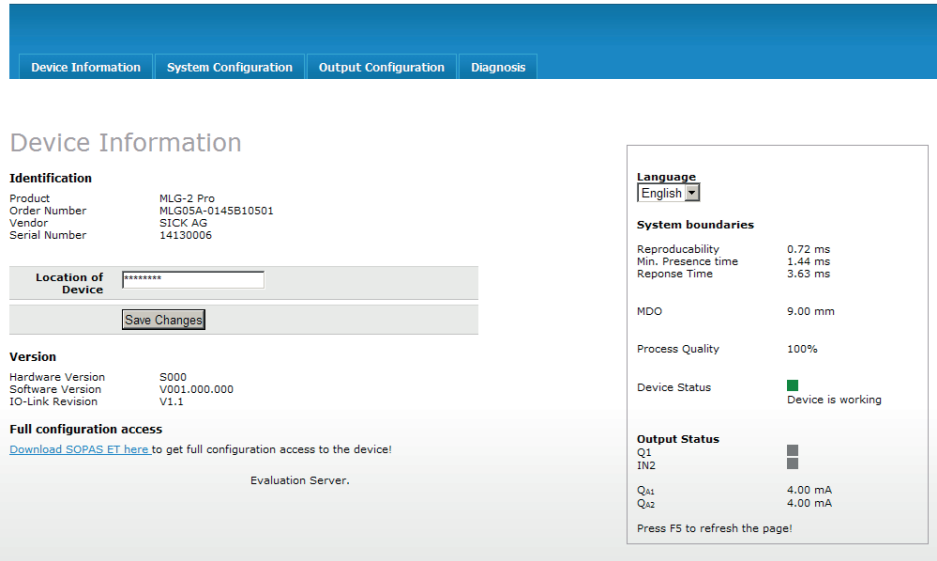 Device Information System Configuration Output Configuration Diagnosis
Device Information
Identification
Product MLG-2 Pro
Order Number MLG05A-0145B10501
Vendor SICK AG
Serial Number 14130006
Location of
Device ********
Save Changes
Version
Hardware Version S000
Software Version V001.000.000
IO-Link Revision V1.1
Full configuration access
Download SOPAS ET here to get full configuration access to the device!
Evaluation Server.
Language
English
System boundaries
Reproducability 0.72 ms
Min. Presence time 1.44 ms
Reponse Time 3.63 ms
MDO 9.00 mm
Process Quality 100%
Device Status
Device is working
Output Status
Q1
IN2
QA1 4.00 mA
QA2 4.00 mA
Press F5 to refresh the page!